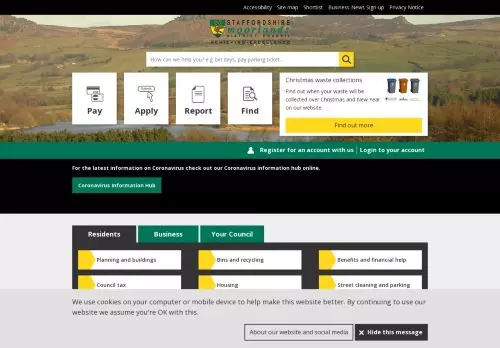 Accessibility Site map Shortlist Business News Sign up Privacy Notice
STAFFORDSHIRE
moorlands
DISTRICT COUNCIL
ACHIEVING EXCELLENCE
How can we help you? e.g. bin days, pay parking ticket...
Pay
Apply
Report
Find
Christmas waste collections
Find out when your waste will be
collected over Christmas and New Year
on our website.
Find out more
Register for an account with us Login to your account
For the latest information on Coronavirus check out our Coronavirus information hub online.
Coronavirus Information Hub
Residents
Business
Your Council
Planning and buildings
Bins and recycling
Benefits and financial help
Council tax
Housing
Street cleaning and parking
We use cookies on your computer or mobile device to help make this website better. By continuing to use
our website we assume you're OK with this.
About our website and social media
Hide this message